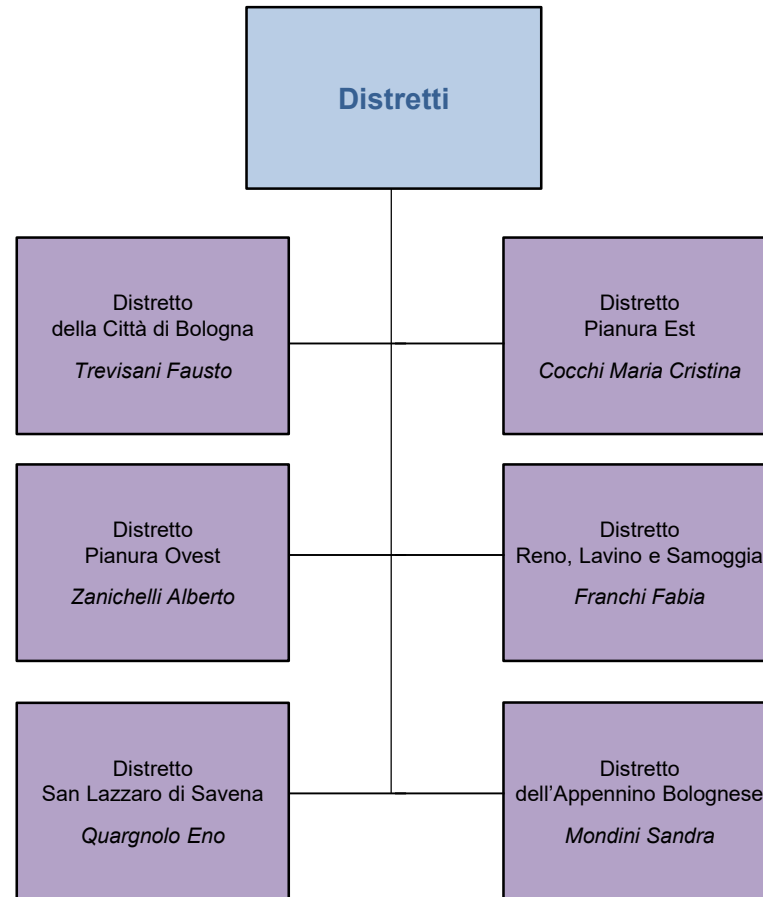 Distretti
Distretto
della Città di Bologna
Trevisani Fausto
Distretto
Pianura Est
Cocchi Maria Cristina
Distretto
Pianura Ovest
Zanichelli Alberto
Distretto
Reno, Lavino e Samoggia
Franchi Fabia
Distretto
San Lazzaro di Savena
Quargnolo Eno
Distretto
dell’Appennino Bolognese
Mondini Sandra